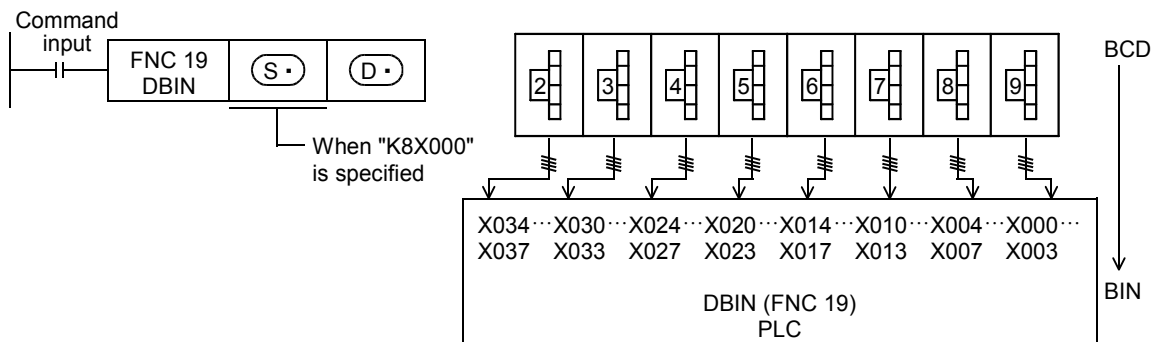 Command
input
FNC 19
DBIN
S・
D・
When "K8X000"
is specified
2 3 4 5 6 7 8 9
BCD
X034⋯X030⋯X024⋯X020⋯X014⋯X010⋯X004⋯X000⋯
X037 X033 X027 X023 X017 X013 X007 X003
BIN
DBIN (FNC 19)
PLC